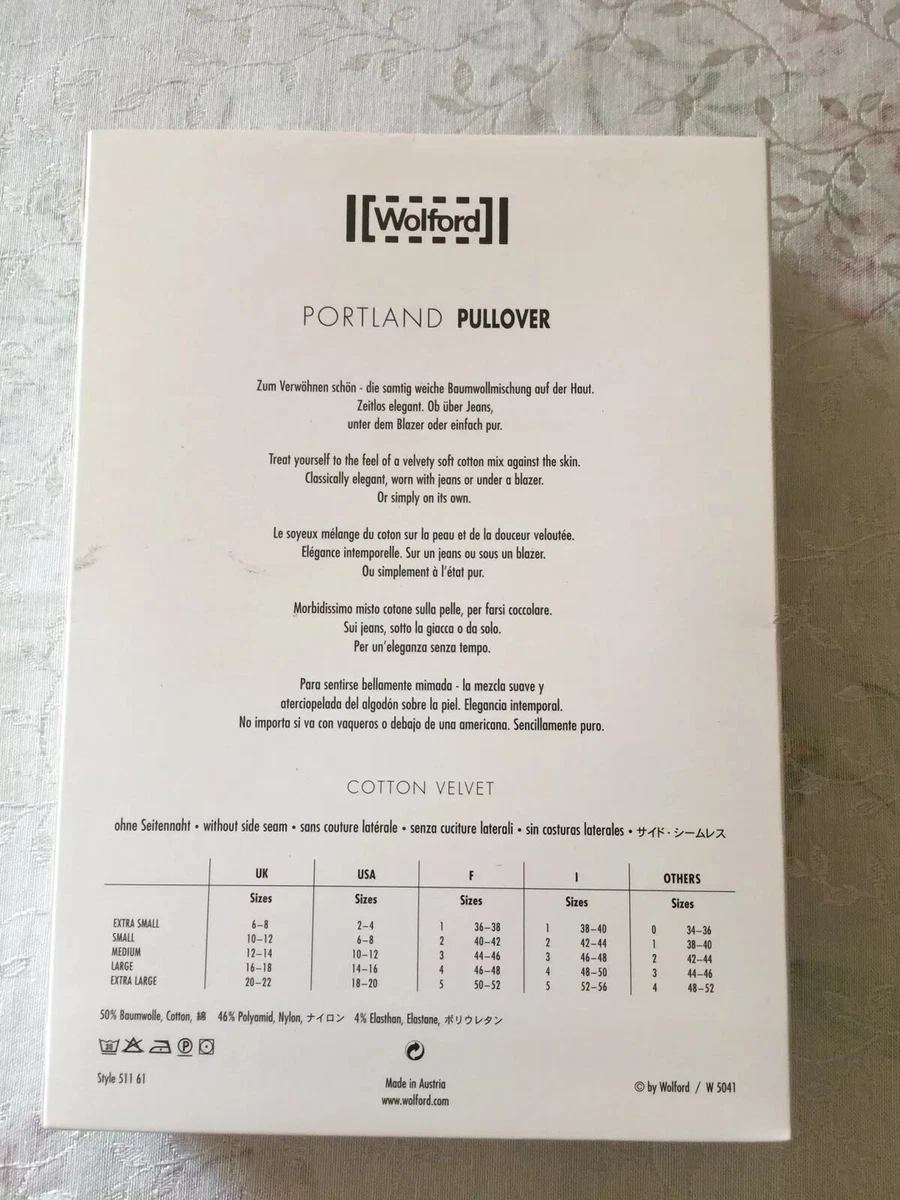 Wolford
PORTLAND PULLOVER
Zum Verwöhnen schön - die samtig weiche Baumwollmischung auf der Haut.
Zeitlos elegant. Ob über Jeans,
unter dem Blazer oder einfach pur.
Treat yourself to the feel of a velvety soft cotton mix against the skin.
Classically elegant, worn with jeans or under a blazer.
Or simply on its own.
Le soyeux mélange du coton sur la peau et de la douceur veloutée.
Elégance intemporelle. Sur un jeans ou sous un blazer.
Ou simplement à l'état pur.
Morbidissimo misto cotone sulla pelle, per farsi coccolare.
Sui jeans, sotto la giacca o da solo.
Per un'eleganza senza tempo.
Para sentirse bellamente mimada - la mezcla suave y
aterciopelada del algodón sobre la piel. Elegancia intemporal.
No importa si va con vaqueros o debajo de una americana. Sencillamente puro.
COTTON VELVET
ohne Seitennaht • without side seam • sans couture latérale • senza cuciture laterali • sin costuras laterales • サイド・シームレス
UK USA F I OTHERS
Sizes Sizes Sizes Sizes Sizes
EXTRA SMALL 6–8 2–4 1 36–38 1 38–40 0 34–36
SMALL 10–12 6–8 2 40–42 2 42–44 1 38–40
MEDIUM 12–14 10–12 3 44–46 3 46–48 2 42–44
LARGE 16–18 14–16 4 46–48 4 48–50 3 44–46
EXTRA LARGE 20–22 18–20 5 50–52 5 52–56 4 48–52
50% Baumwolle, Cotton, 綿 46% Polyamid, Nylon, ナイロン 4% Elasthan, Elastane, ポリウレタン
30 P
Style 511 61
Made in Austria
www.wolford.com
© by Wolford / W 5041